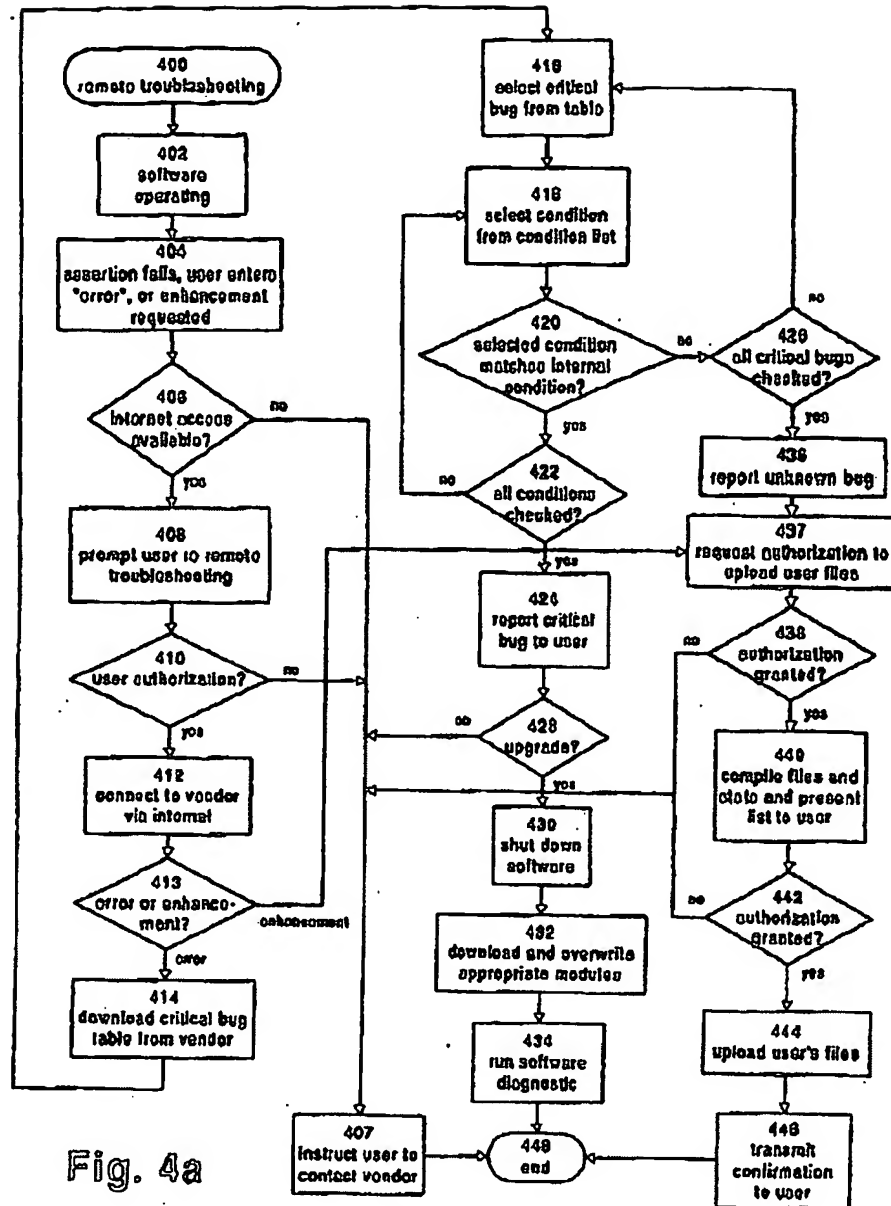 400
remote troubleshooting
402
software
operating
404
assertion fails, user enters
"error", or enhancement
requested
406
internet access
available?
no
yes
408
prompt user to remote
troubleshooting
410
user authorization?
no
yes
412
connect to vendor
via internet
413
error or enhance-
ment?
enhancement
error
414
download critical bug
table from vendor
416
select critical
bug from table
418
select condition
from condition list
420
selected condition
matches internal
condition?
no
yes
422
all conditions
checked?
no
yes
424
report critical
bug to user
428
upgrade?
no
yes
430
shut down
software
432
download and overwrite
appropriate modules
434
run software
diagnostic
407
instruct user to
contact vendor
448
end
no
426
all critical bugs
checked?
yes
436
report unknown bug
437
request authorization to
upload user files
438
authorization
granted?
no
yes
440
compile files and
state and present
list to user
442
authorization
granted?
no
yes
444
upload user's files
446
transmit
confirmation
to user
Fig. 4a